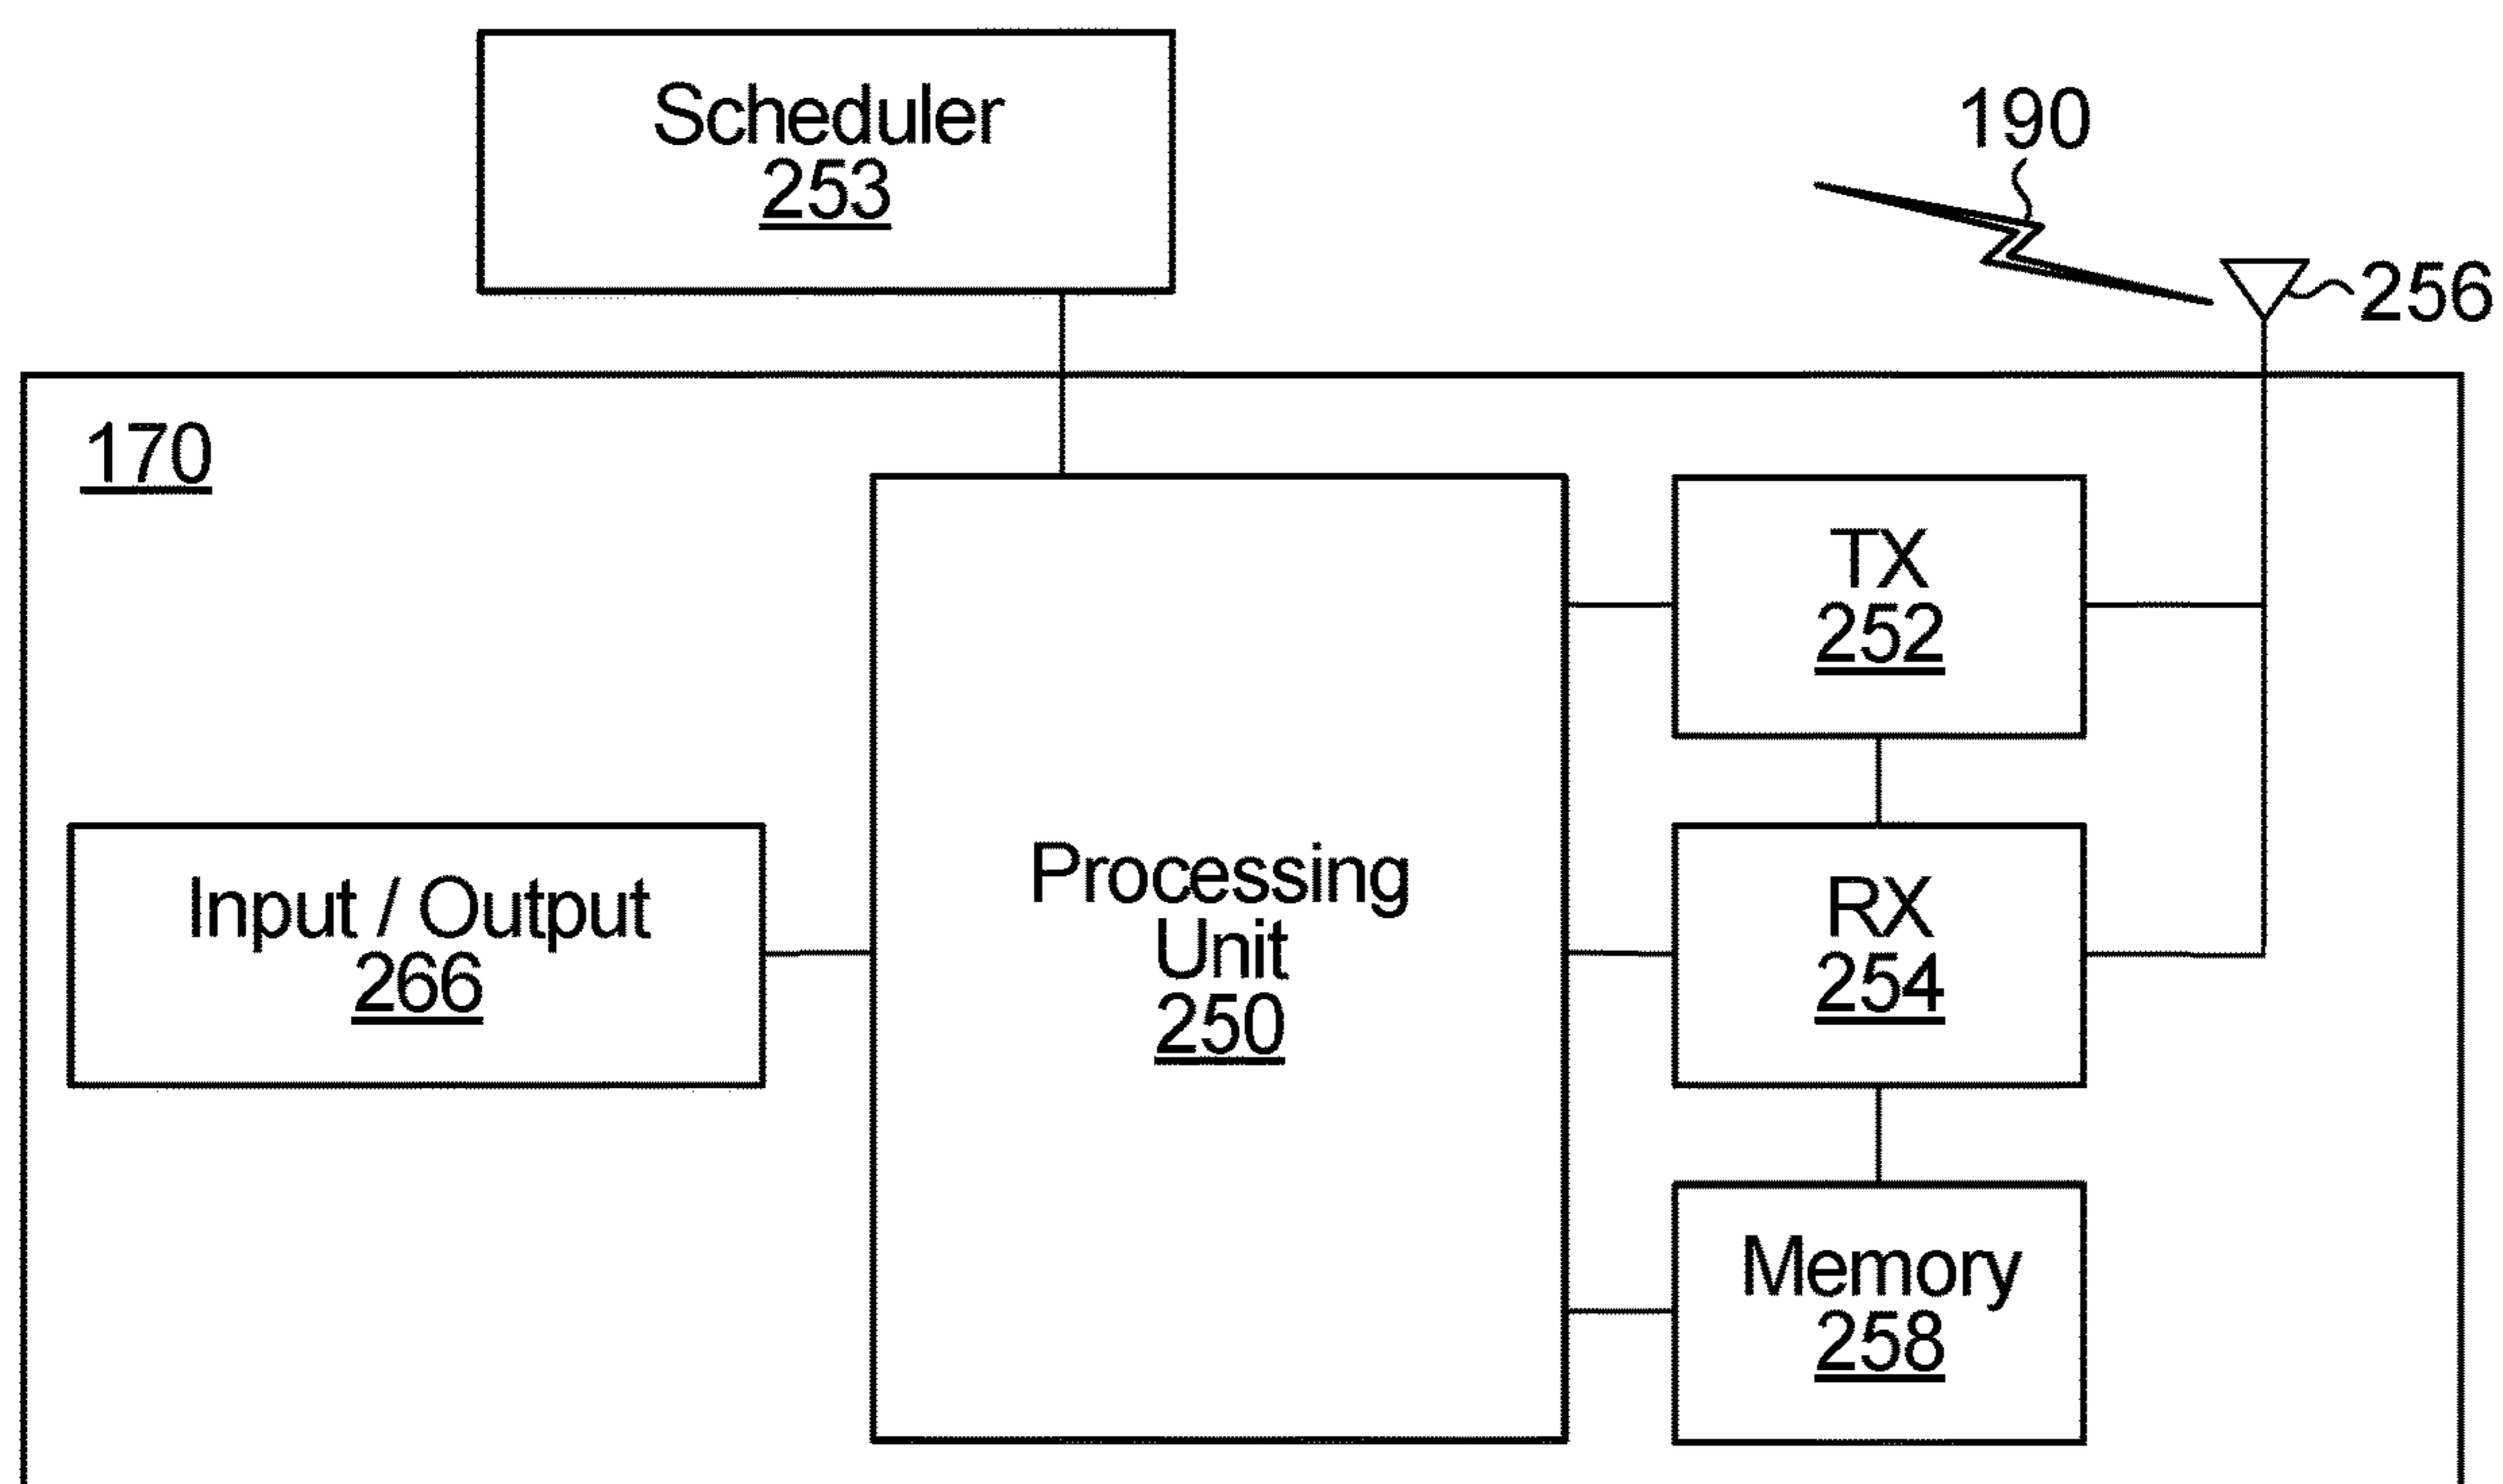 Scheduler
253
190
256
170
TX
252
Processing
Unit
250
Input / Output
266
RX
254
Memory
258